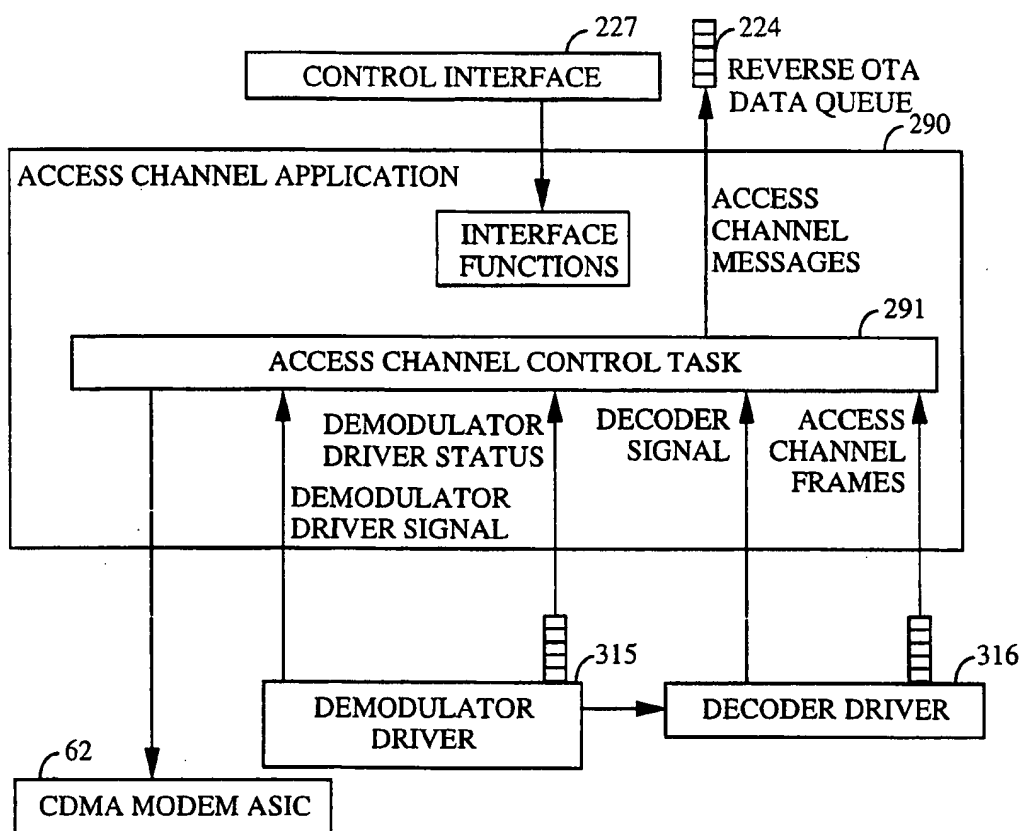 227
CONTROL INTERFACE
224
REVERSE OTA
DATA QUEUE
290
ACCESS CHANNEL APPLICATION
INTERFACE
FUNCTIONS
ACCESS
CHANNEL
MESSAGES
291
ACCESS CHANNEL CONTROL TASK
DEMODULATOR
DRIVER STATUS
DEMODULATOR
DRIVER SIGNAL
DECODER
SIGNAL
ACCESS
CHANNEL
FRAMES
315
DEMODULATOR
DRIVER
316
DECODER DRIVER
62
CDMA MODEM ASIC